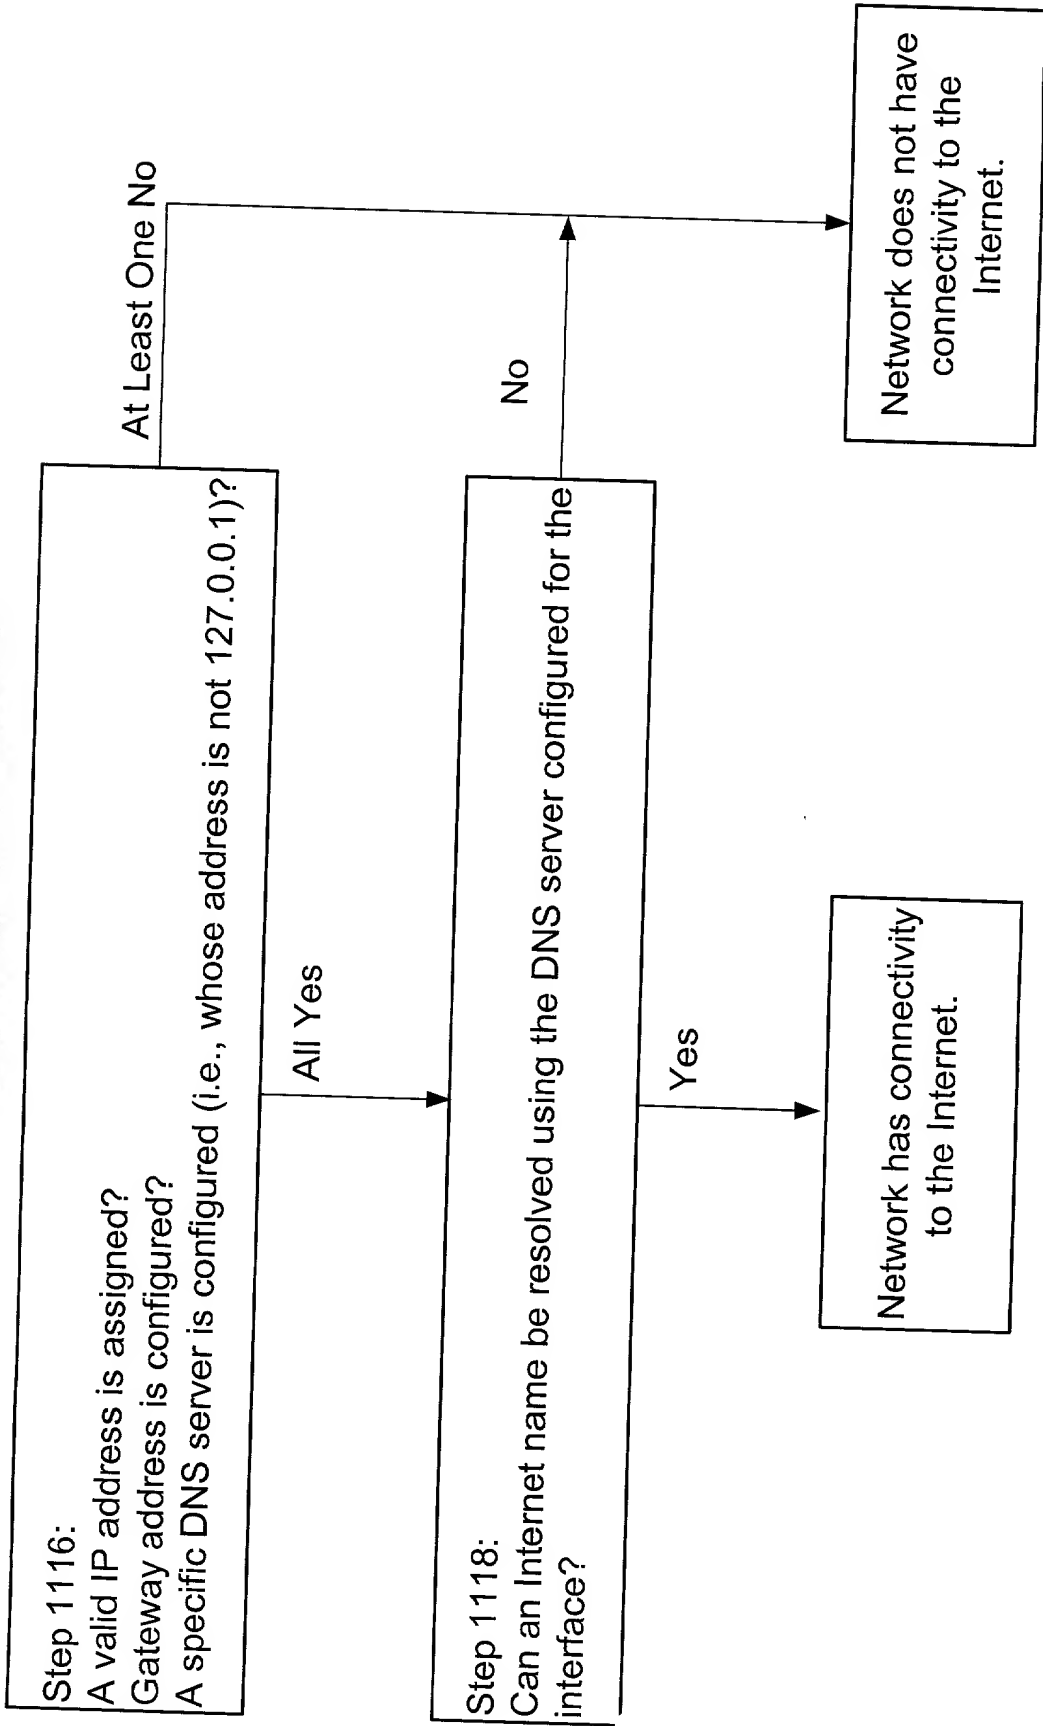 Step 1116:
A valid IP address is assigned?
Gateway address is configured?
A specific DNS server is configured (i.e., whose address is not 127.0.0.1)?
At Least One No
All Yes
Step 1118:
Can an Internet name be resolved using the DNS server configured for the
interface?
No
Yes
Network has connectivity
to the Internet.
Network does not have
connectivity to the
Internet.